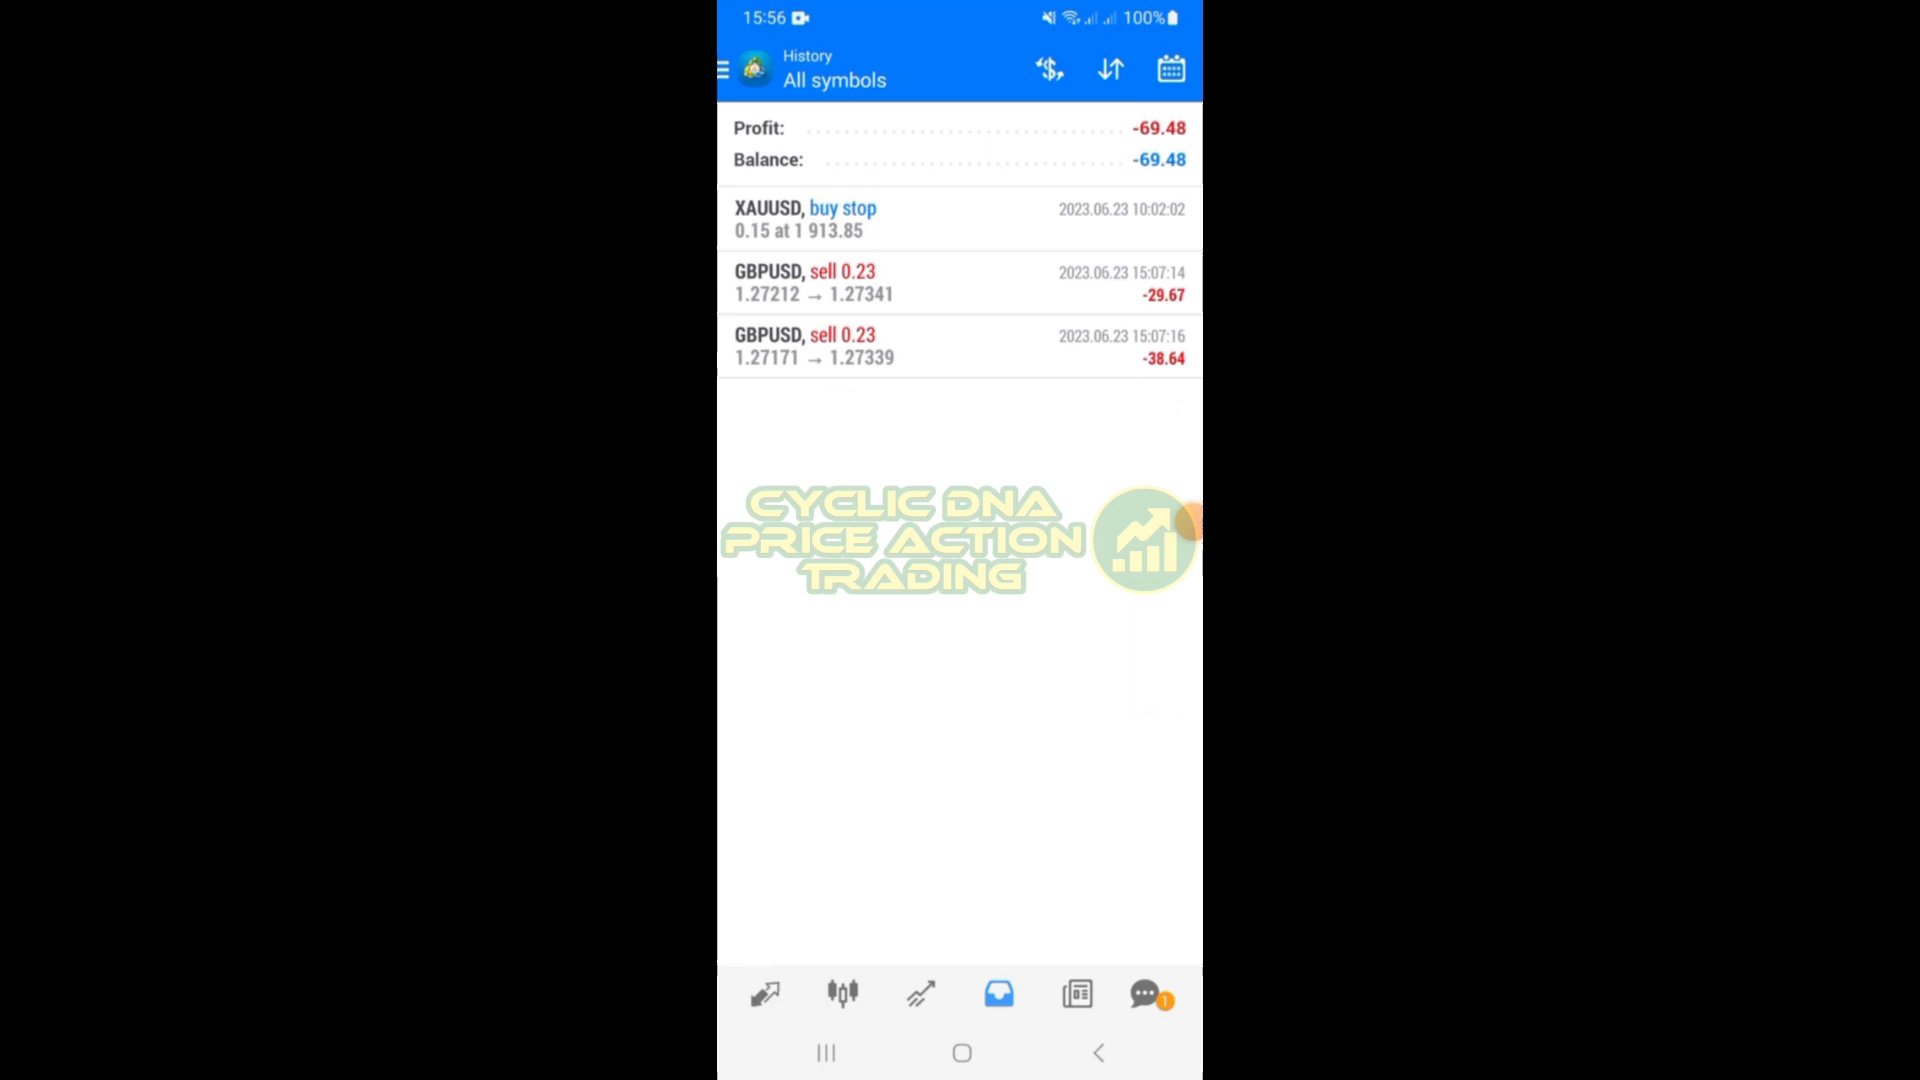 15:56
100%
History
All symbols
Profit: -69.48
Balance: -69.48
XAUUSD, buy stop 2023.06.23 10:02:02
0.15 at 1 913.85
GBPUSD, sell 0.23 2023.06.23 15:07:14
1.27212 → 1.27341 -29.67
GBPUSD, sell 0.23 2023.06.23 15:07:16
1.27171 → 1.27339 -38.64
CYCLIC DNA
PRICE ACTION
TRADING
1